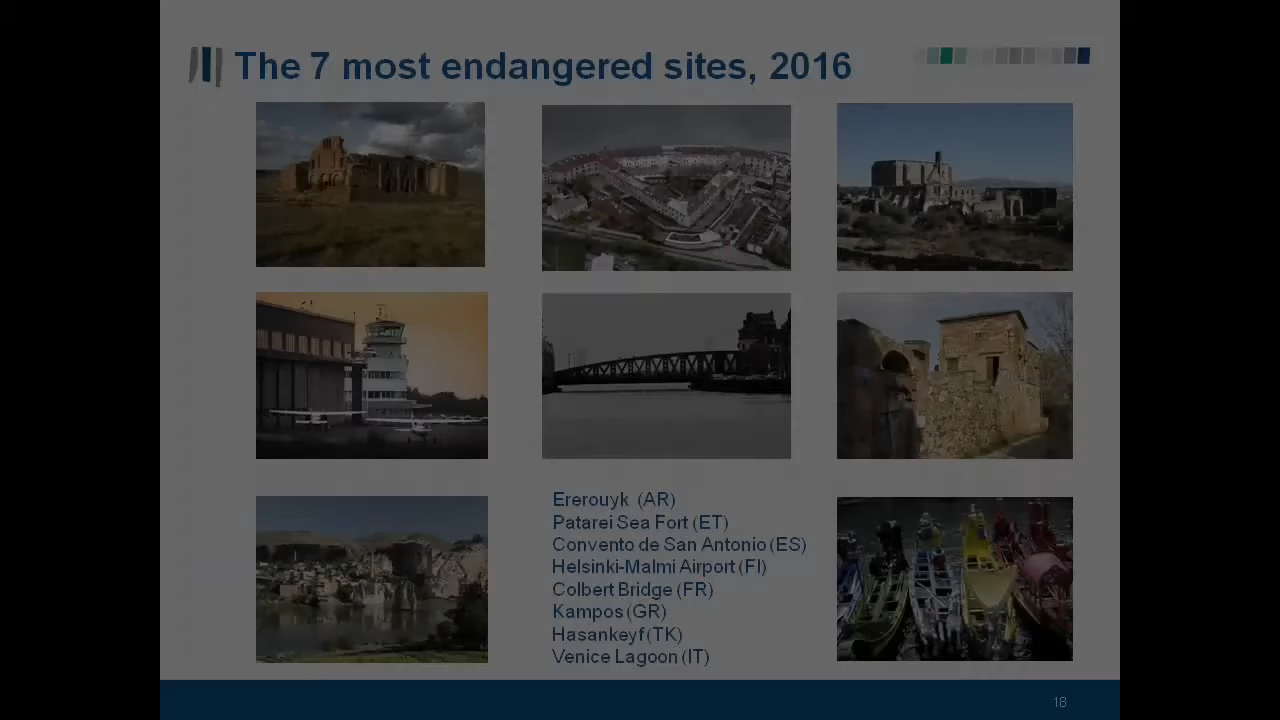 The 7 most endangered sites, 2016
Ererouyk (AR)
Patarei Sea Fort (ET)
Convento de San Antonio (ES)
Helsinki-Malmi Airport (FI)
Colbert Bridge (FR)
Kampos (GR)
Hasankeyf (TK)
Venice Lagoon (IT)
18